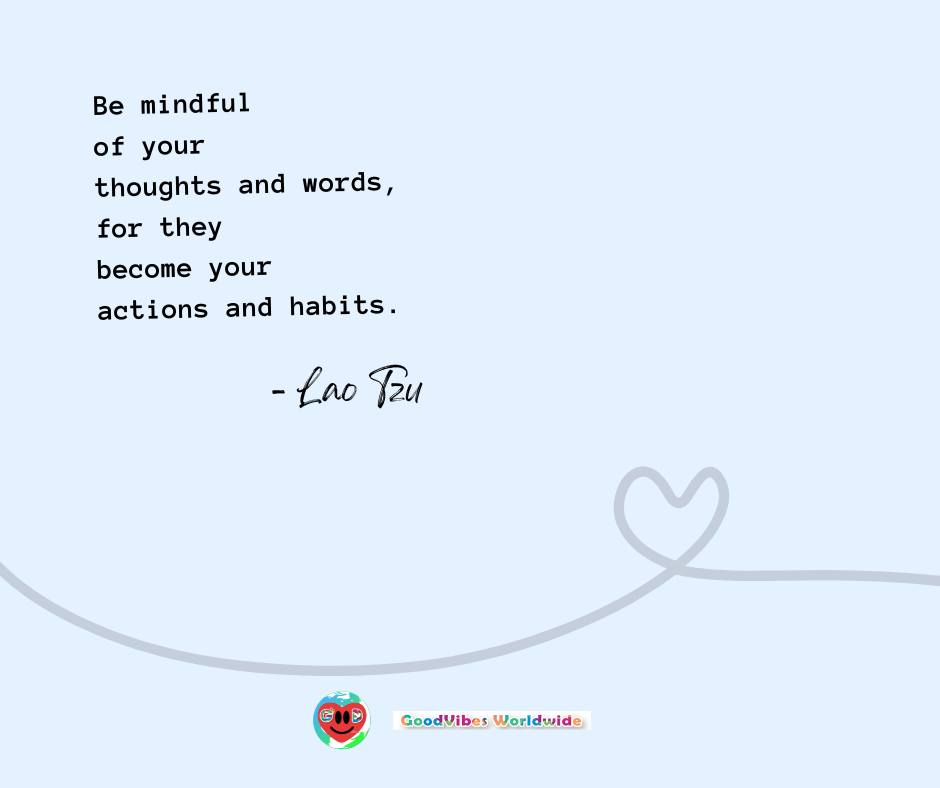 Be mindful
of your
thoughts and words,
for they
become your
actions and habits.
- Lao Tzu
GoodVibes Worldwide